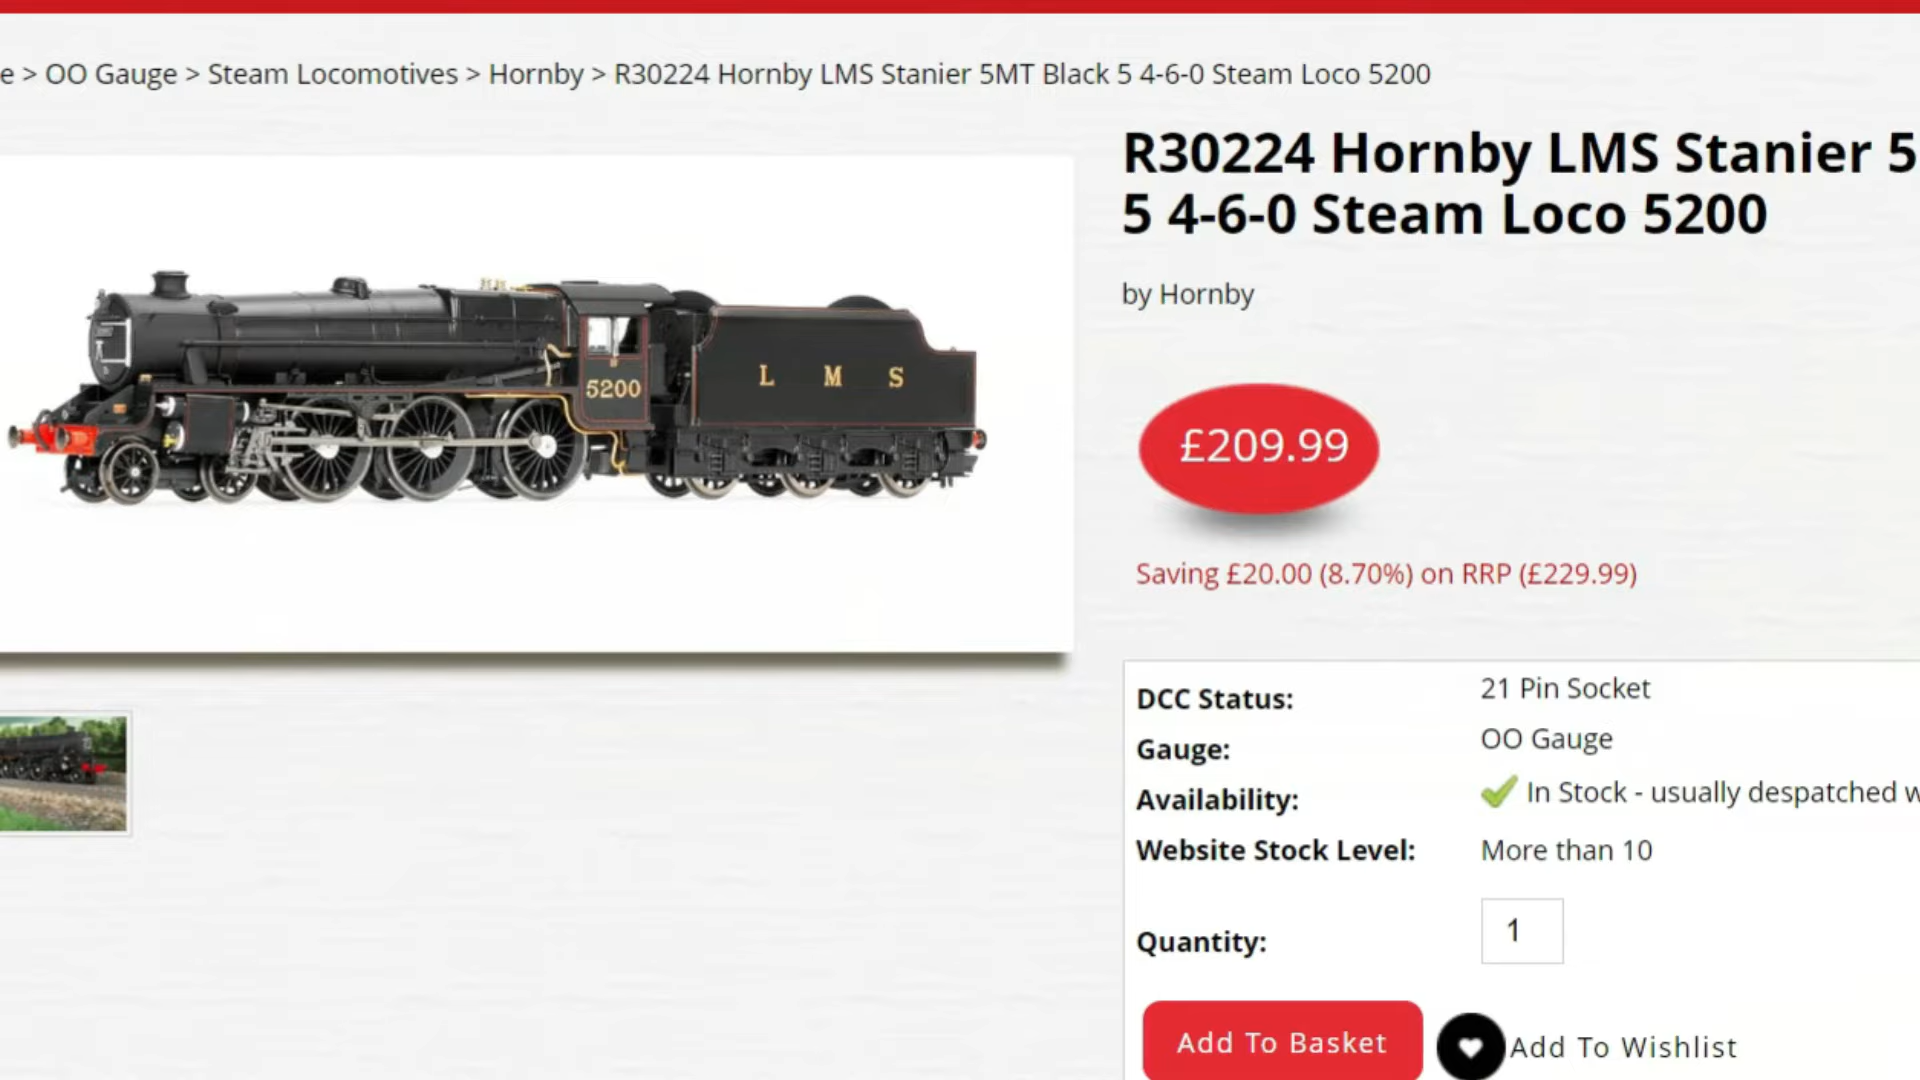 e > OO Gauge > Steam Locomotives > Hornby > R30224 Hornby LMS Stanier 5MT Black 5 4-6-0 Steam Loco 5200
R30224 Hornby LMS Stanier 5
5 4-6-0 Steam Loco 5200
by Hornby
5200
L M S
£209.99
Saving £20.00 (8.70%) on RRP (£229.99)
DCC Status: 21 Pin Socket
Gauge: OO Gauge
Availability: In Stock - usually despatched w
Website Stock Level: More than 10
Quantity: 1
Add To Basket Add To Wishlist